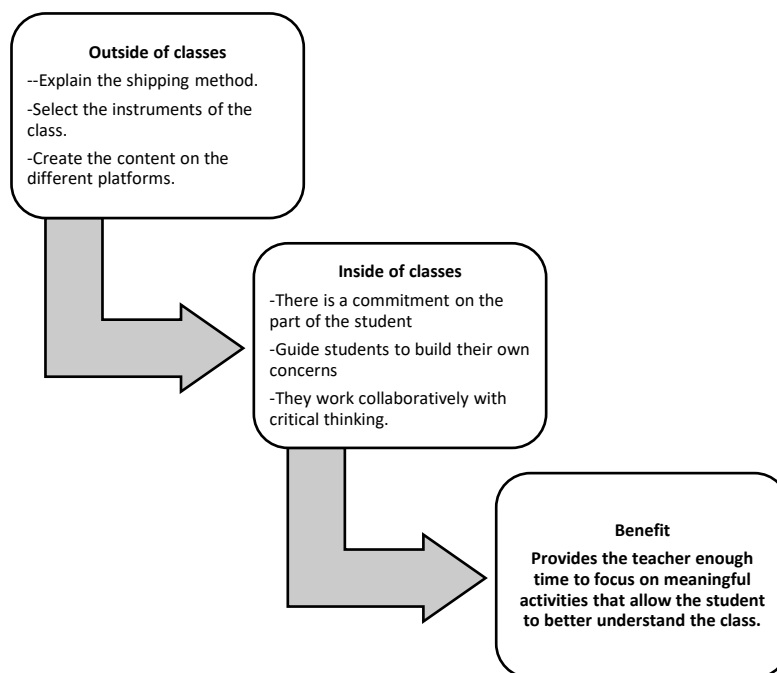 Outside of classes
--Explain the shipping method.
-Select the instruments of the
class.
-Create the content on the
different platforms.
Inside of classes
-There is a commitment on the
part of the student
-Guide students to build their own
concerns
-They work collaboratively with
critical thinking.
Benefit
Provides the teacher enough
time to focus on meaningful
activities that allow the student
to better understand the class.